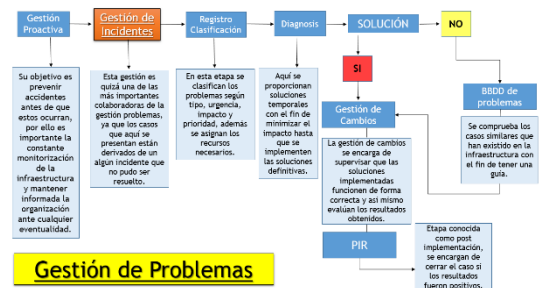 Gestión
Proactiva
Gestión de
Incidentes
Registro
Clasificación
Diagnosis
SOLUCIÓN
NO
Su objetivo es
prevenir
accidentes
antes de que
estos ocurran,
por ello es
importante la
constante
monitorización
de la
infraestructura
y mantener
informada la
organización
ante cualquier
eventualidad.
Esta gestión es
quizá una de las
más importantes
colaboradoras de la
gestión problemas,
ya que los casos
que aquí se
presentan están
derivados de un
algún incidente que
no pudo ser
resuelto.
En esta etapa se
clasifican los
problemas según
tipo, urgencia,
impacto y
prioridad, además
se asignan los
recursos
necesarios.
Aquí se
proporcionan
soluciones
temporales
con el fin de
minimizar el
impacto hasta
que se
implementen
las soluciones
definitivas.
SI
Gestión de
Cambios
La gestión de cambios
se encarga de
supervisar que las
soluciones
implementadas
funcionen de forma
correcta y asi mismo
evalúan los resultados
obtenidos.
BBDD de
problemas
Se comprueba los
casos similares que
han existido en la
infraestructura con
el fin de tener una
guía.
PIR
Etapa conocida
como post
implementación,
se encargan de
cerrar el caso si
los resultados
fueron positivos.
Gestión de Problemas